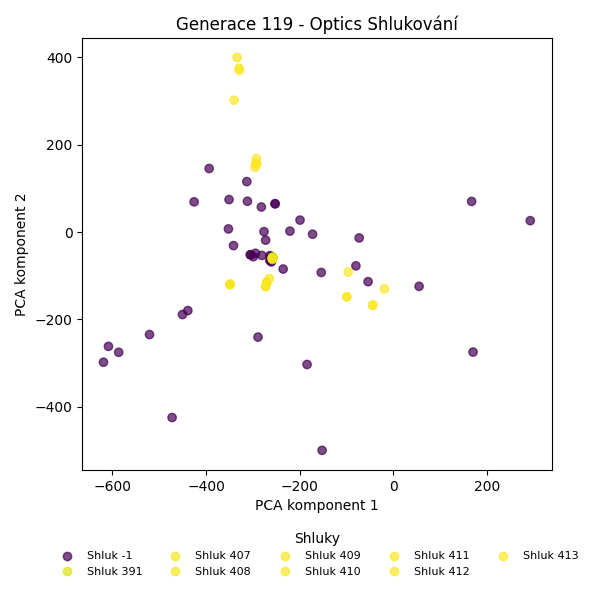 Generace 119 - Optics Shlukování
400
200
0
−200
−400
PCA komponent 2
−600
−400
−200
0
200
PCA komponent 1
Shluky
Shluk -1
Shluk 407
Shluk 409
Shluk 411
Shluk 413
Shluk 391
Shluk 408
Shluk 410
Shluk 412